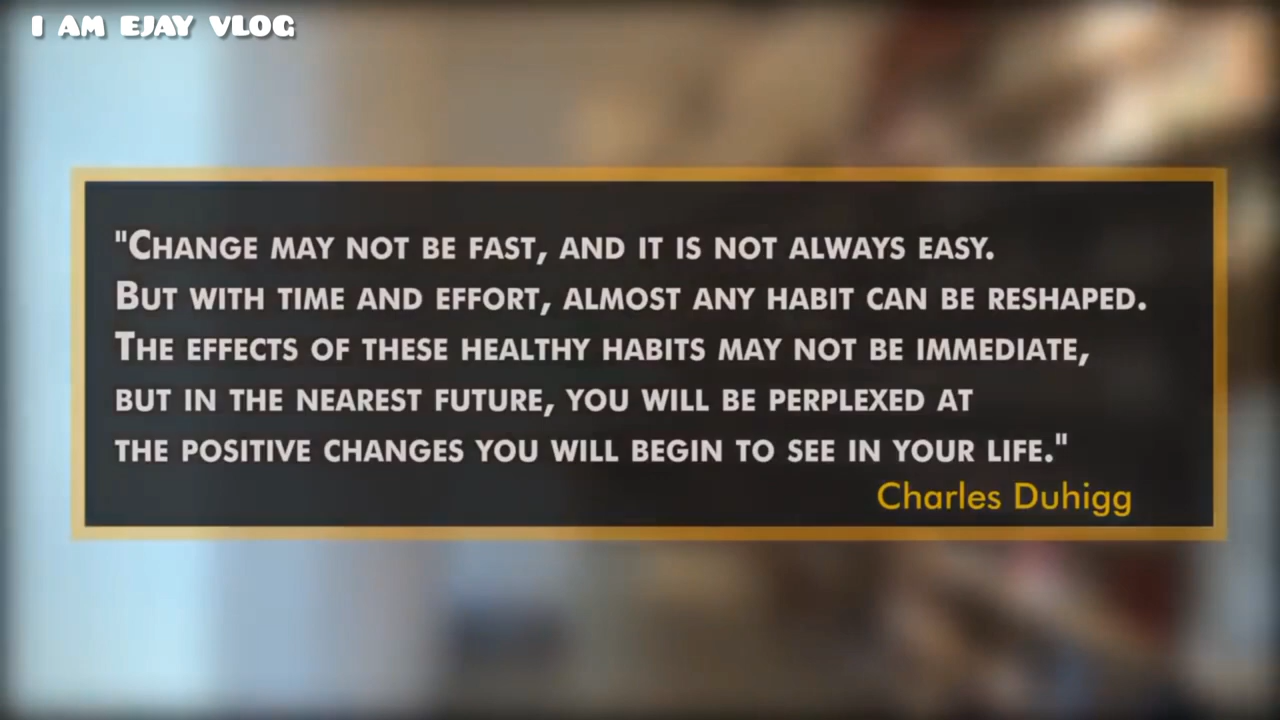 I AM EJAY VLOG
"Change may not be fast, and it is not always easy.
But with time and effort, almost any habit can be reshaped.
The effects of these healthy habits may not be immediate,
but in the nearest future, you will be perplexed at
the positive changes you will begin to see in your life."
Charles Duhigg